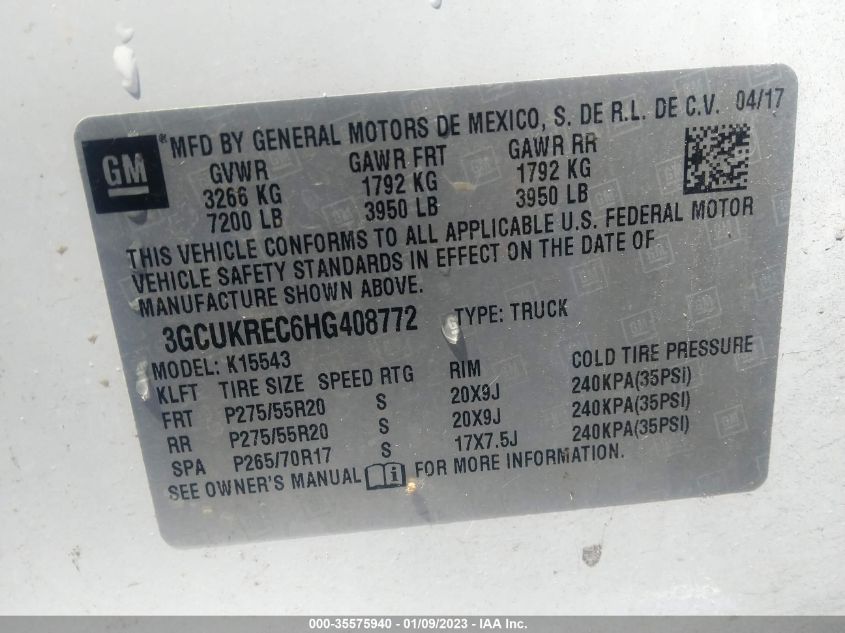 GM
® MFD BY GENERAL MOTORS DE MEXICO, S. DE R.L. DE C.V. 04/17
GVWR GAWR FRT GAWR RR
3266 KG 1792 KG 1792 KG
7200 LB 3950 LB 3950 LB
THIS VEHICLE CONFORMS TO ALL APPLICABLE U.S. FEDERAL MOTOR
VEHICLE SAFETY STANDARDS IN EFFECT ON THE DATE OF
MANUFACTURE SHOWN ABOVE.
3GCUKREC6HG408772 TYPE: TRUCK
MODEL: K15543
KLFT TIRE SIZE SPEED RTG RIM COLD TIRE PRESSURE
FRT P275/55R20 S 20X9J 240KPA(35PSI)
RR P275/55R20 S 20X9J 240KPA(35PSI)
SPA P265/70R17 S 17X7.5J 240KPA(35PSI)
SEE OWNER'S MANUAL i FOR MORE INFORMATION.
000-35575940 - 01/09/2023 - IAA Inc.